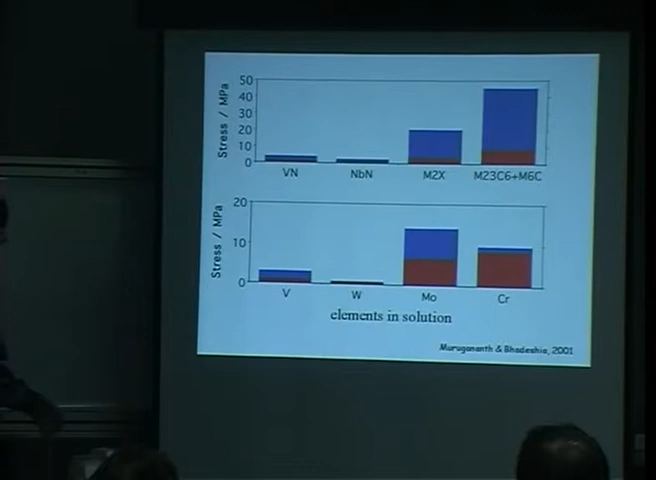 Stress / MPa
50
40
30
20
10
0
VN NbN M2X M23C6+M6C
Stress / MPa
20
10
0
V W Mo Cr
elements in solution
Murugananth & Bhadeshia, 2001